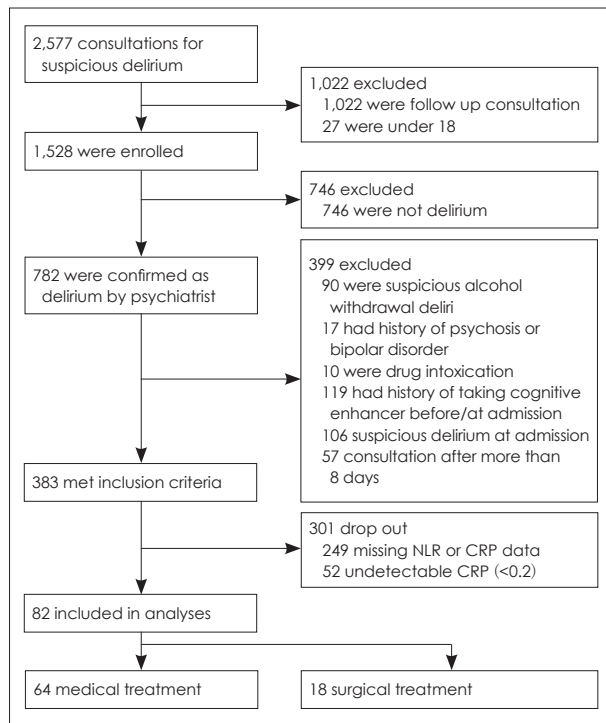 2,577 consultations for
suspicious delirium
1,022 excluded
1,022 were follow up consultation
27 were under 18
1,528 were enrolled
746 excluded
746 were not delirium
782 were confirmed as
delirium by psychiatrist
399 excluded
90 were suspicious alcohol
withdrawal deliri
17 had history of psychosis or
bipolar disorder
10 were drug intoxication
119 had history of taking cognitive
enhancer before/at admission
106 suspicious delirium at admission
57 consultation after more than
8 days
383 met inclusion criteria
301 drop out
249 missing NLR or CRP data
52 undetectable CRP (<0.2)
82 included in analyses
64 medical treatment
18 surgical treatment